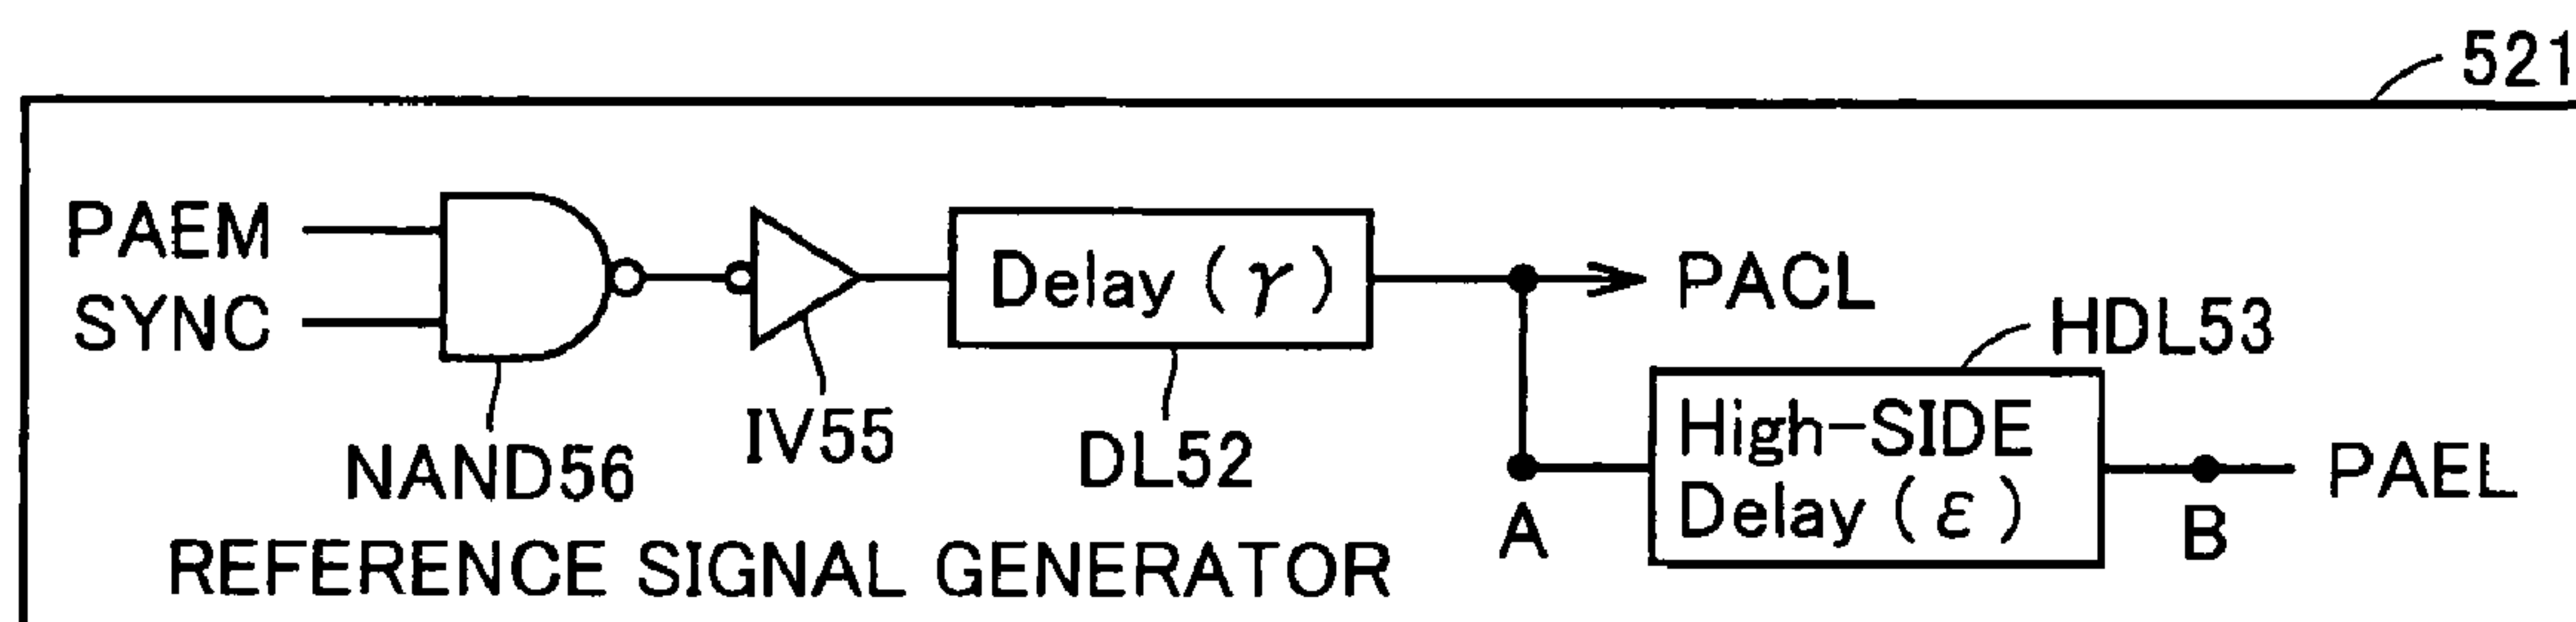 521
PAEM
SYNC
Delay (γ)
PACL
HDL53
NAND56
IV55
DL52
High-SIDE
Delay (ε)
A
B
PAEL
REFERENCE SIGNAL GENERATOR